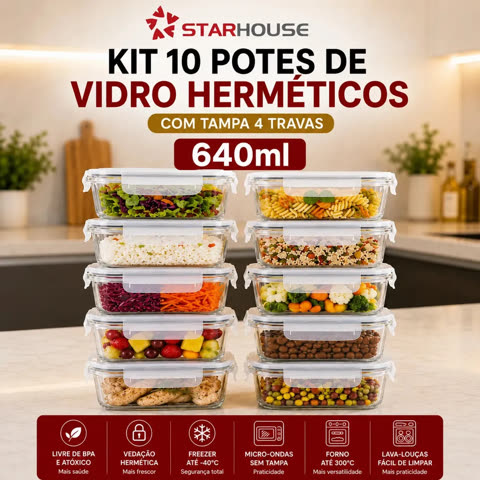 STARHOUSE
KIT 10 POTES DE
VIDRO HERMÉTICOS
COM TAMPA 4 TRAVAS
640ml
LIVRE DE BPA
E ATÓXICO
Mais saúde
VEDAÇÃO
HERMÉTICA
Mais frescor
FREEZER
ATÉ -40°C
Segurança total
MICRO-ONDAS
SEM TAMPA
Praticidade
FORNO
ATÉ 300°C
Mais versatilidade
LAVA-LOUÇAS
FÁCIL DE LIMPAR
Mais praticidade